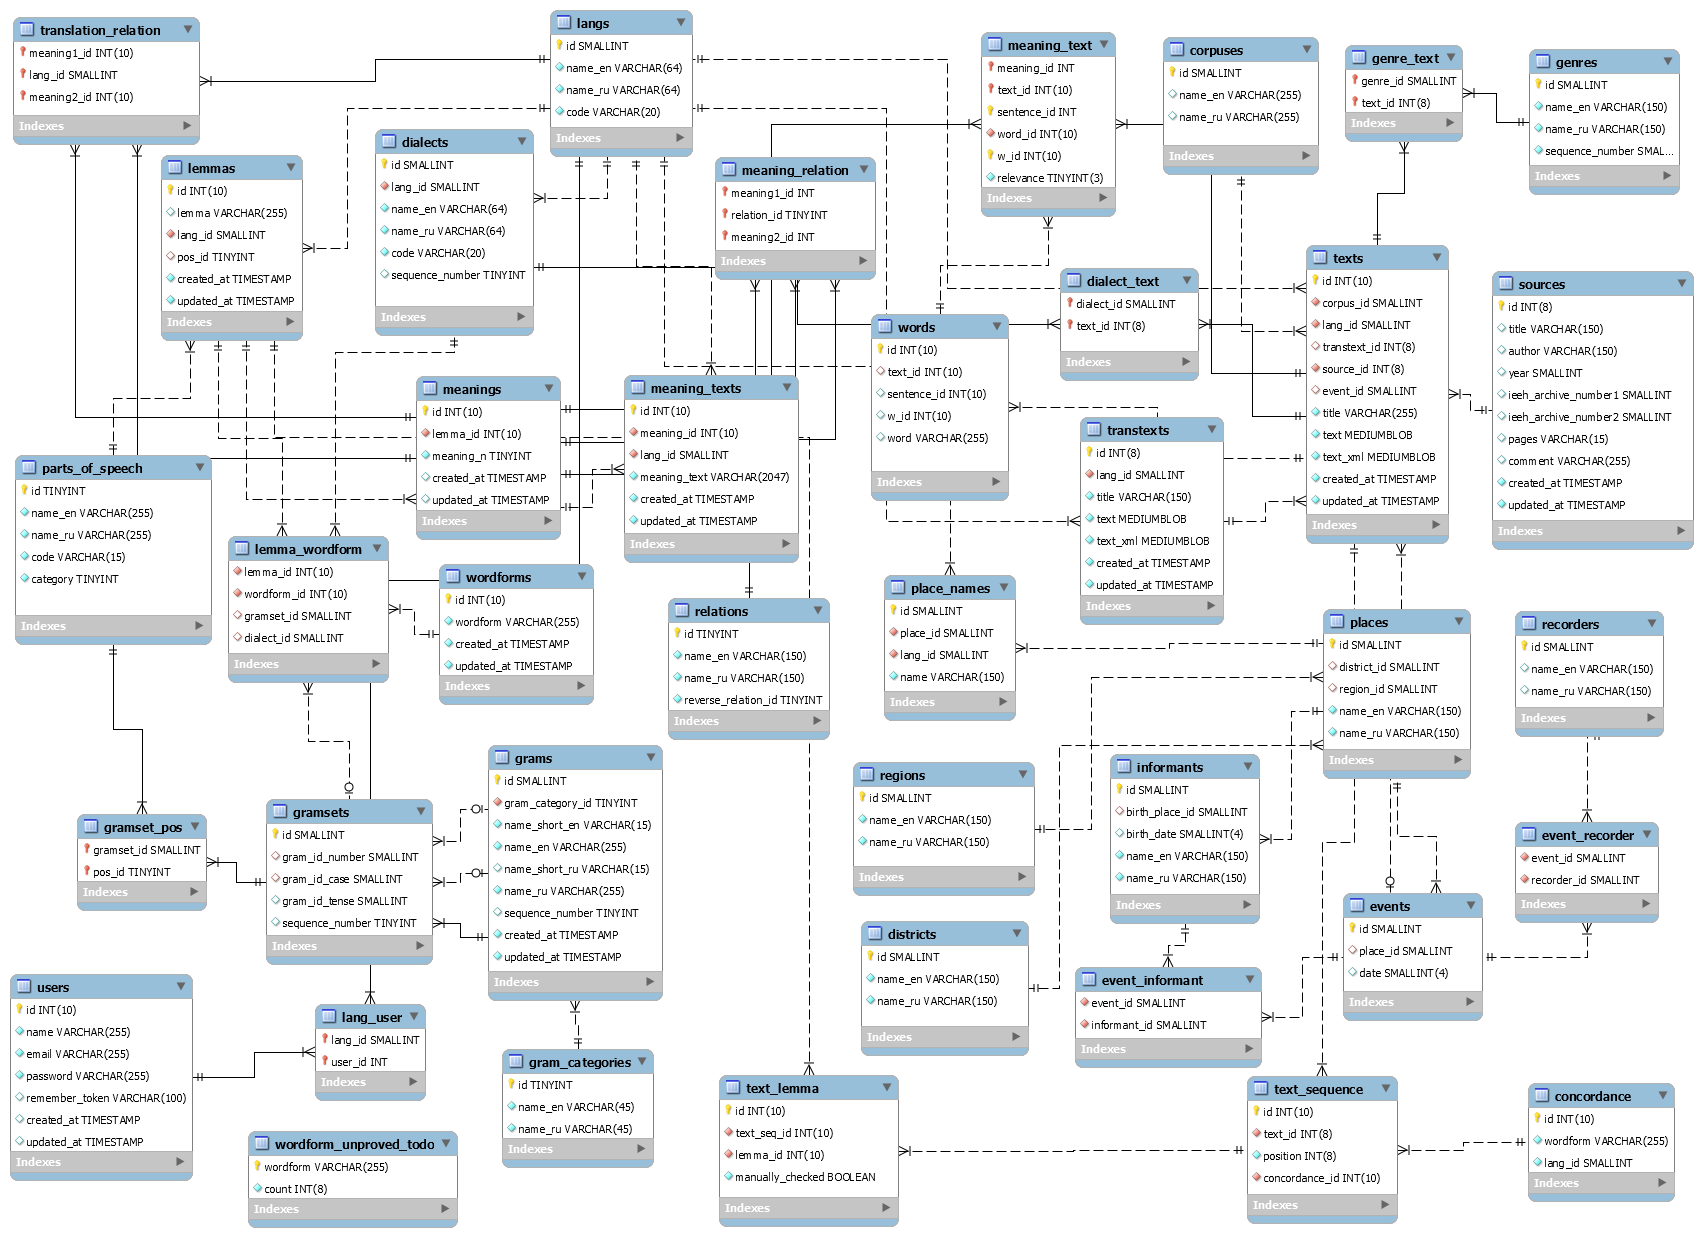 translation_relation
meaning1_id INT(10)
lang_id SMALLINT
meaning2_id INT(10)
Indexes
langs
id SMALLINT
name_en VARCHAR(64)
name_ru VARCHAR(64)
code VARCHAR(20)
Indexes
meaning_text
meaning_id INT
text_id INT(10)
sentence_id INT
word_id INT(10)
w_id INT(10)
relevance TINYINT(3)
Indexes
corpuses
id SMALLINT
name_en VARCHAR(255)
name_ru VARCHAR(255)
Indexes
genre_text
genre_id SMALLINT
text_id INT(8)
Indexes
genres
id SMALLINT
name_en VARCHAR(150)
name_ru VARCHAR(150)
sequence_number SMAL...
Indexes
lemmas
id INT(10)
lemma VARCHAR(255)
lang_id SMALLINT
pos_id TINYINT
created_at TIMESTAMP
updated_at TIMESTAMP
Indexes
dialects
id SMALLINT
lang_id SMALLINT
name_en VARCHAR(64)
name_ru VARCHAR(64)
code VARCHAR(20)
sequence_number TINYINT
Indexes
meaning_relation
meaning1_id INT
relation_id TINYINT
meaning2_id INT
Indexes
dialect_text
dialect_id SMALLINT
text_id INT(8)
Indexes
texts
id INT(10)
corpus_id SMALLINT
lang_id SMALLINT
transtext_id INT(8)
source_id INT(8)
event_id SMALLINT
title VARCHAR(255)
text MEDIUMBLOB
text_xml MEDIUMBLOB
created_at TIMESTAMP
updated_at TIMESTAMP
Indexes
sources
id INT(8)
title VARCHAR(150)
author VARCHAR(150)
year SMALLINT
ieeh_archive_number1 SMALLINT
ieeh_archive_number2 SMALLINT
pages VARCHAR(15)
comment VARCHAR(255)
created_at TIMESTAMP
updated_at TIMESTAMP
Indexes
words
id INT(10)
text_id INT(10)
sentence_id INT(10)
w_id INT(10)
word VARCHAR(255)
Indexes
meanings
id INT(10)
lemma_id INT(10)
meaning_n TINYINT
created_at TIMESTAMP
updated_at TIMESTAMP
Indexes
meaning_texts
id INT(10)
meaning_id INT(10)
lang_id SMALLINT
meaning_text VARCHAR(2047)
created_at TIMESTAMP
updated_at TIMESTAMP
Indexes
transtexts
id INT(8)
lang_id SMALLINT
title VARCHAR(150)
text MEDIUMBLOB
text_xml MEDIUMBLOB
created_at TIMESTAMP
updated_at TIMESTAMP
Indexes
parts_of_speech
id TINYINT
name_en VARCHAR(255)
name_ru VARCHAR(255)
code VARCHAR(15)
category TINYINT
Indexes
lemma_wordform
lemma_id INT(10)
wordform_id INT(10)
gramset_id SMALLINT
dialect_id SMALLINT
Indexes
wordforms
id INT(10)
wordform VARCHAR(255)
created_at TIMESTAMP
updated_at TIMESTAMP
Indexes
relations
id TINYINT
name_en VARCHAR(150)
name_ru VARCHAR(150)
reverse_relation_id TINYINT
Indexes
place_names
id SMALLINT
place_id SMALLINT
lang_id SMALLINT
name VARCHAR(150)
Indexes
places
id SMALLINT
district_id SMALLINT
region_id SMALLINT
name_en VARCHAR(150)
name_ru VARCHAR(150)
Indexes
recorders
id SMALLINT
name_en VARCHAR(150)
name_ru VARCHAR(150)
Indexes
grams
id SMALLINT
gram_category_id TINYINT
name_short_en VARCHAR(15)
name_en VARCHAR(255)
name_short_ru VARCHAR(15)
name_ru VARCHAR(255)
sequence_number TINYINT
created_at TIMESTAMP
updated_at TIMESTAMP
Indexes
regions
id SMALLINT
name_en VARCHAR(150)
name_ru VARCHAR(150)
Indexes
informants
id SMALLINT
birth_place_id SMALLINT
birth_date SMALLINT(4)
name_en VARCHAR(150)
name_ru VARCHAR(150)
Indexes
gramset_pos
gramset_id SMALLINT
pos_id TINYINT
Indexes
gramsets
id SMALLINT
gram_id_number SMALLINT
gram_id_case SMALLINT
gram_id_tense SMALLINT
sequence_number TINYINT
Indexes
event_recorder
event_id SMALLINT
recorder_id SMALLINT
Indexes
events
id SMALLINT
place_id SMALLINT
date SMALLINT(4)
Indexes
districts
id SMALLINT
name_en VARCHAR(150)
name_ru VARCHAR(150)
Indexes
event_informant
event_id SMALLINT
informant_id SMALLINT
Indexes
users
id INT(10)
name VARCHAR(255)
email VARCHAR(255)
password VARCHAR(255)
remember_token VARCHAR(100)
created_at TIMESTAMP
updated_at TIMESTAMP
Indexes
lang_user
lang_id SMALLINT
user_id INT
Indexes
gram_categories
id TINYINT
name_en VARCHAR(45)
name_ru VARCHAR(45)
Indexes
wordform_unproved_todo
wordform VARCHAR(255)
count INT(8)
Indexes
text_lemma
id INT(10)
text_seq_id INT(10)
lemma_id INT(10)
manually_checked BOOLEAN
Indexes
text_sequence
id INT(10)
text_id INT(8)
position INT(8)
concordance_id INT(10)
Indexes
concordance
id INT(10)
wordform VARCHAR(255)
lang_id SMALLINT
Indexes